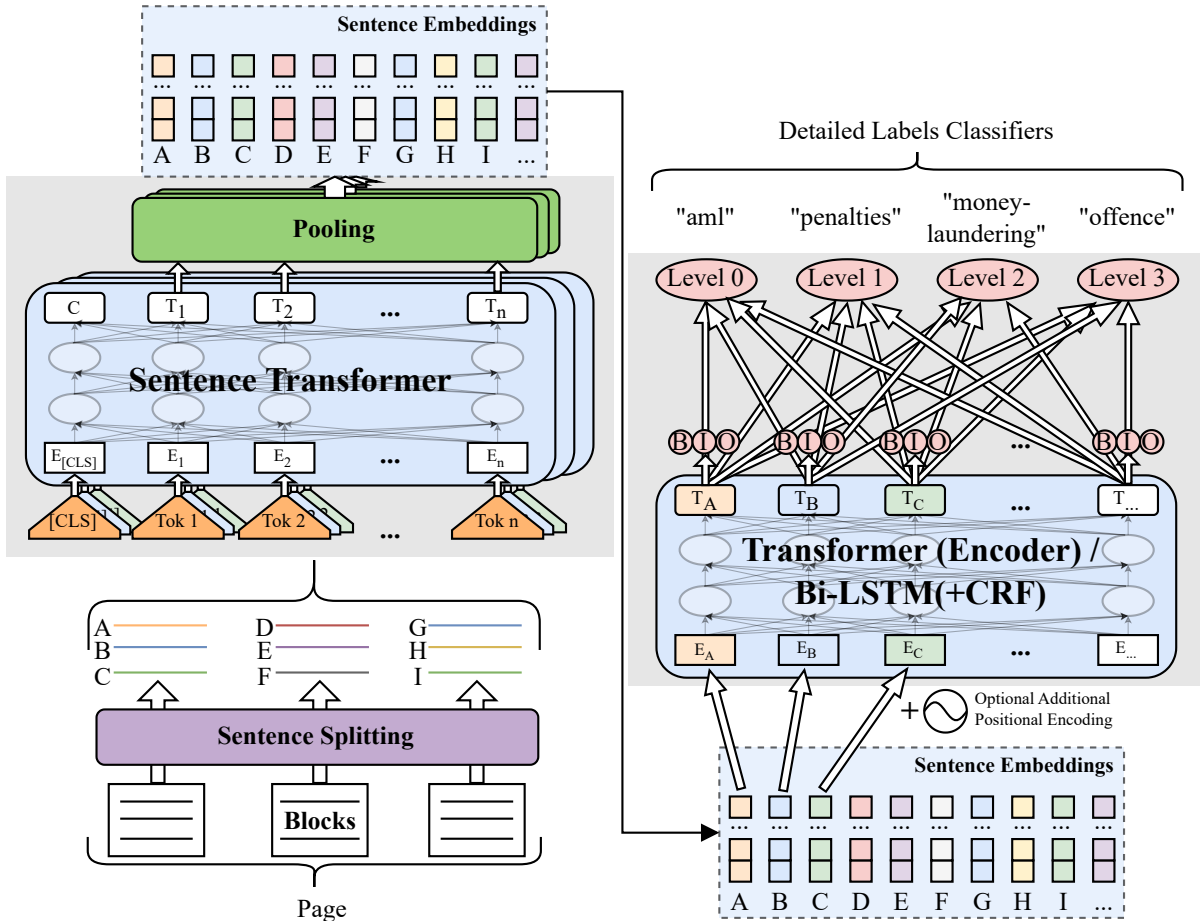 Sentence Embeddings
... ... ... ... ... ... ... ... ... ...
A B C D E F G H I ...
Pooling
C T1 T2 ... Tn
Sentence Transformer
E[CLS] E1 E2 ... En
[CLS] Tok 1 Tok 2 ... Tok n
A D G
B E H
C F I
Sentence Splitting
Blocks
Page
Detailed Labels Classifiers
"aml" "penalties" "money-
laundering" "offence"
Level 0 Level 1 Level 2 Level 3
B I O B I O B I O ... B I O
TA TB TC ... T...
Transformer (Encoder) /
Bi-LSTM(+CRF)
EA EB EC ... E...
+ Optional Additional
Positional Encoding
Sentence Embeddings
... ... ... ... ... ... ... ... ... ...
A B C D E F G H I ...